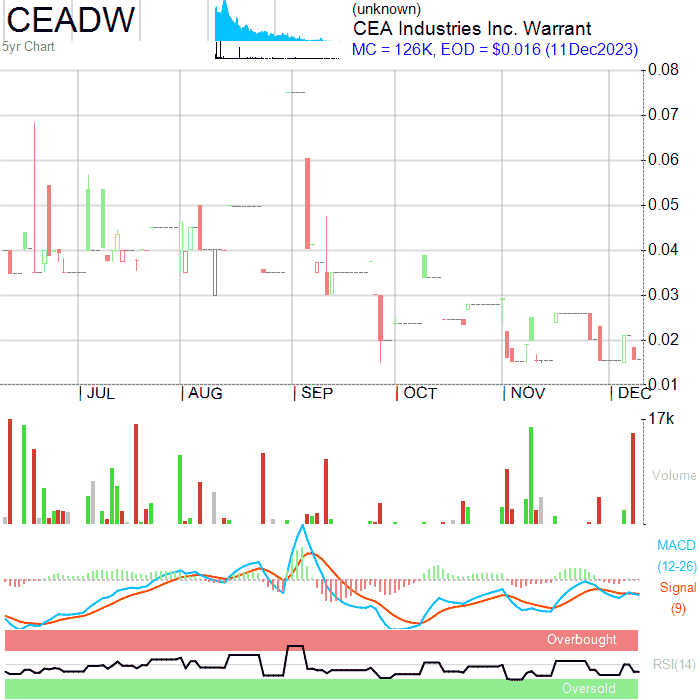 CEADW
5yr Chart
(unknown)
CEA Industries Inc. Warrant
MC = 126K, EOD = $0.016 (11Dec2023)
0.08
0.07
0.06
0.05
0.04
0.03
0.02
0.01
JUL AUG SEP OCT NOV DEC
17k
Volume
MACD
(12-26)
Signal
(9)
Overbought
RSI(14)
Oversold